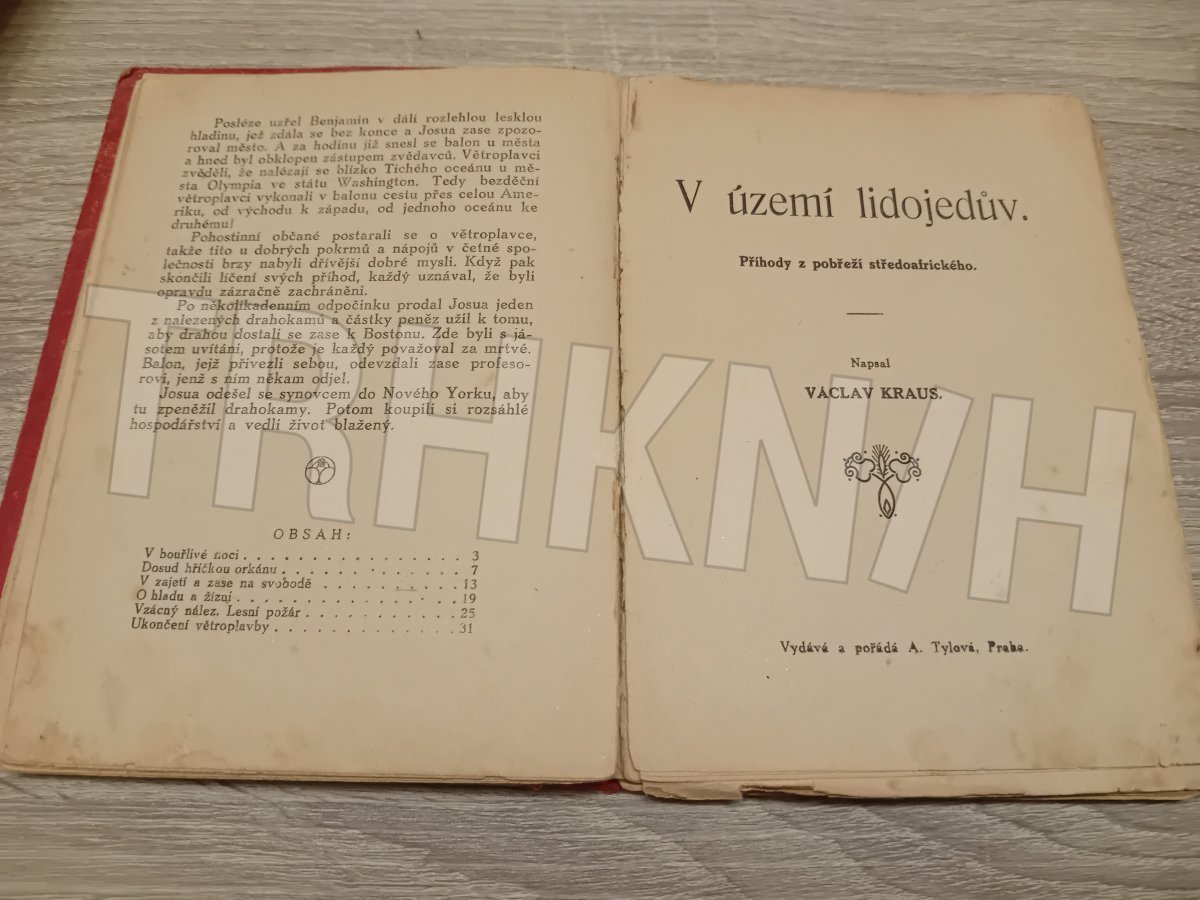 Posléze uzřel Benjamin v dáli rozlehlou lesklou
hladinu, jež zdála se bez konce a Josua zase zpozo-
roval město. A za hodinu již snesl se balon u města
a hned byl obklopen zástupem zvědavců. Větroplavci
zvěděli, že nalézají se blízko Tichého oceánu u mě-
sta Olympia ve státu Washington. Tedy bezděční
větroplavci vykonali v balonu cestu přes celou Ame-
riku, od východu k západu, od jednoho oceánu ke
druhému!
Pohostinní občané postarali se o větroplavce,
takže tito u dobrých pokrmů a nápojů v četné spo-
lečnosti brzy nabyli dřívější dobré mysli. Když pak
skončili líčení svých příhod, každý uznával, že byli
opravdu zázračně zachráněni.
Po několikadenním odpočinku prodal Josua jeden
z nalezených drahokamů a částky peněz užil k tomu,
aby drahou dostali se zase k Bostonu. Zde byli s já-
sotem uvítáni, protože je každý považoval za mrtvé.
Balon, jejž přivezli sebou, odevzdali zase profeso-
rovi, jenž s ním někam odjel.
Josua odešel se synovcem do Nového Yorku, aby
tu zpeněžil drahokamy. Potom koupili si rozsáhlé
hospodářství a vedli život blažený.
OBSAH:
V bouřlivé noci . . . . . . . . . . . . . . . . 3
Dosud hříčkou orkánu . . . . . . . . . . . . . 7
V zajetí a zase na svobodě . . . . . . . . . . 13
O hladu a žízni . . . . . . . . . . . . . . . . 19
Vzácný nález. Lesní požár . . . . . . . . . . . 25
Ukončení větroplavby . . . . . . . . . . . . . 31
V území lidojedův.
Příhody z pobřeží středoafrického.
Napsal
VÁCLAV KRAUS.
Vydává a pořádá A. Tylová, Praha.
TRHKNIH